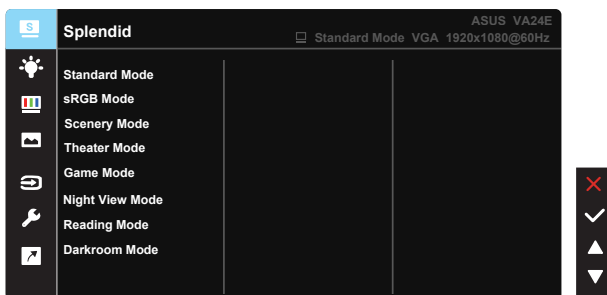 S
Splendid
ASUS VA24E
Standard Mode VGA 1920x1080@60Hz
Standard Mode
sRGB Mode
Scenery Mode
Theater Mode
Game Mode
Night View Mode
Reading Mode
Darkroom Mode